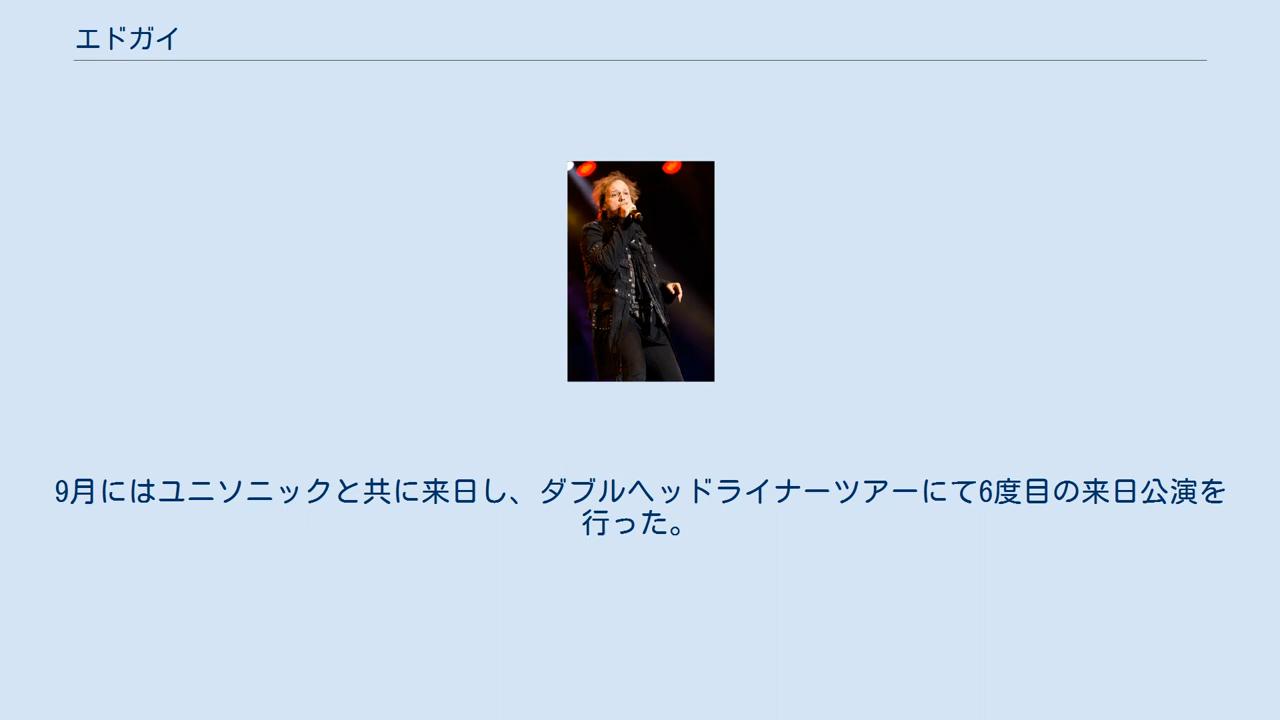 エドガイ
9月にはユニソニックと共に来日し、ダブルヘッドライナーツアーにて6度目の来日公演を
行った。